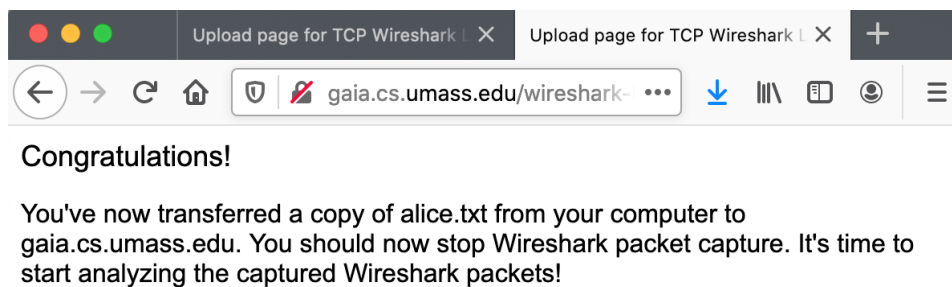 Upload page for TCP Wireshark L
Upload page for TCP Wireshark L
gaia.cs.umass.edu/wireshark-
Congratulations!
You've now transferred a copy of alice.txt from your computer to
gaia.cs.umass.edu. You should now stop Wireshark packet capture. It's time to
start analyzing the captured Wireshark packets!